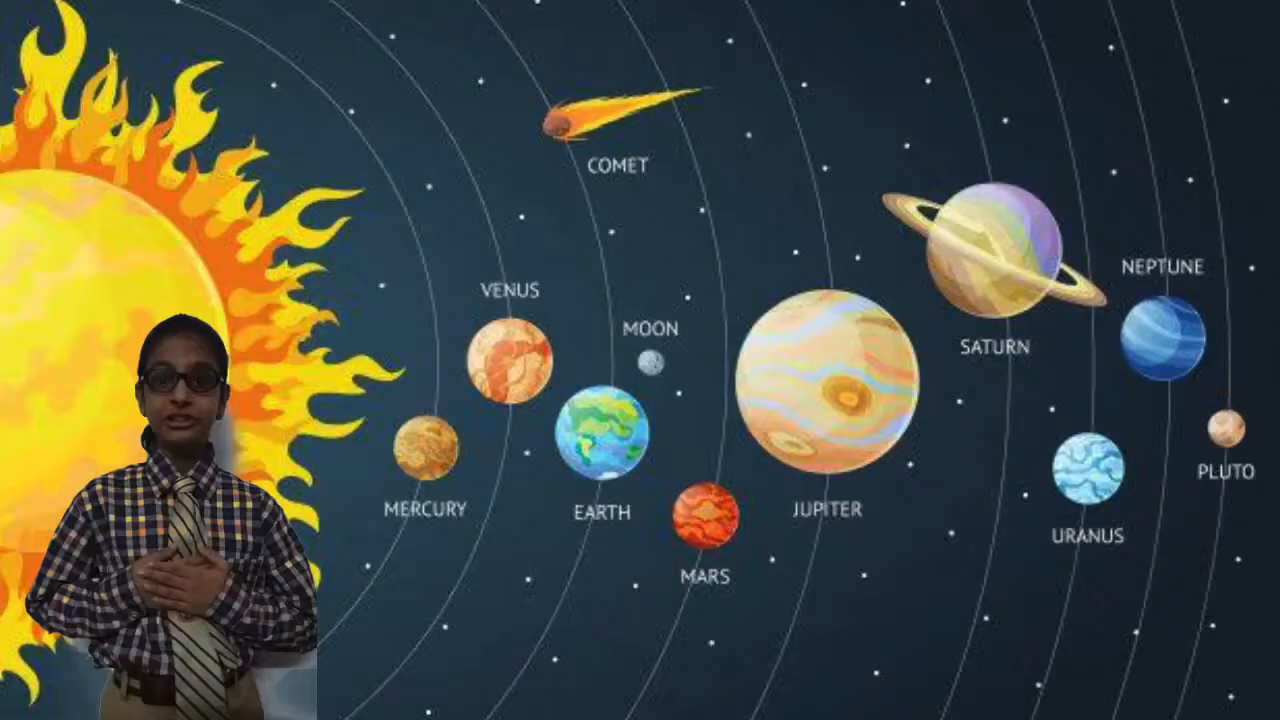 COMET
VENUS
MOON
NEPTUNE
SATURN
MERCURY
EARTH
JUPITER
PLUTO
URANUS
MARS